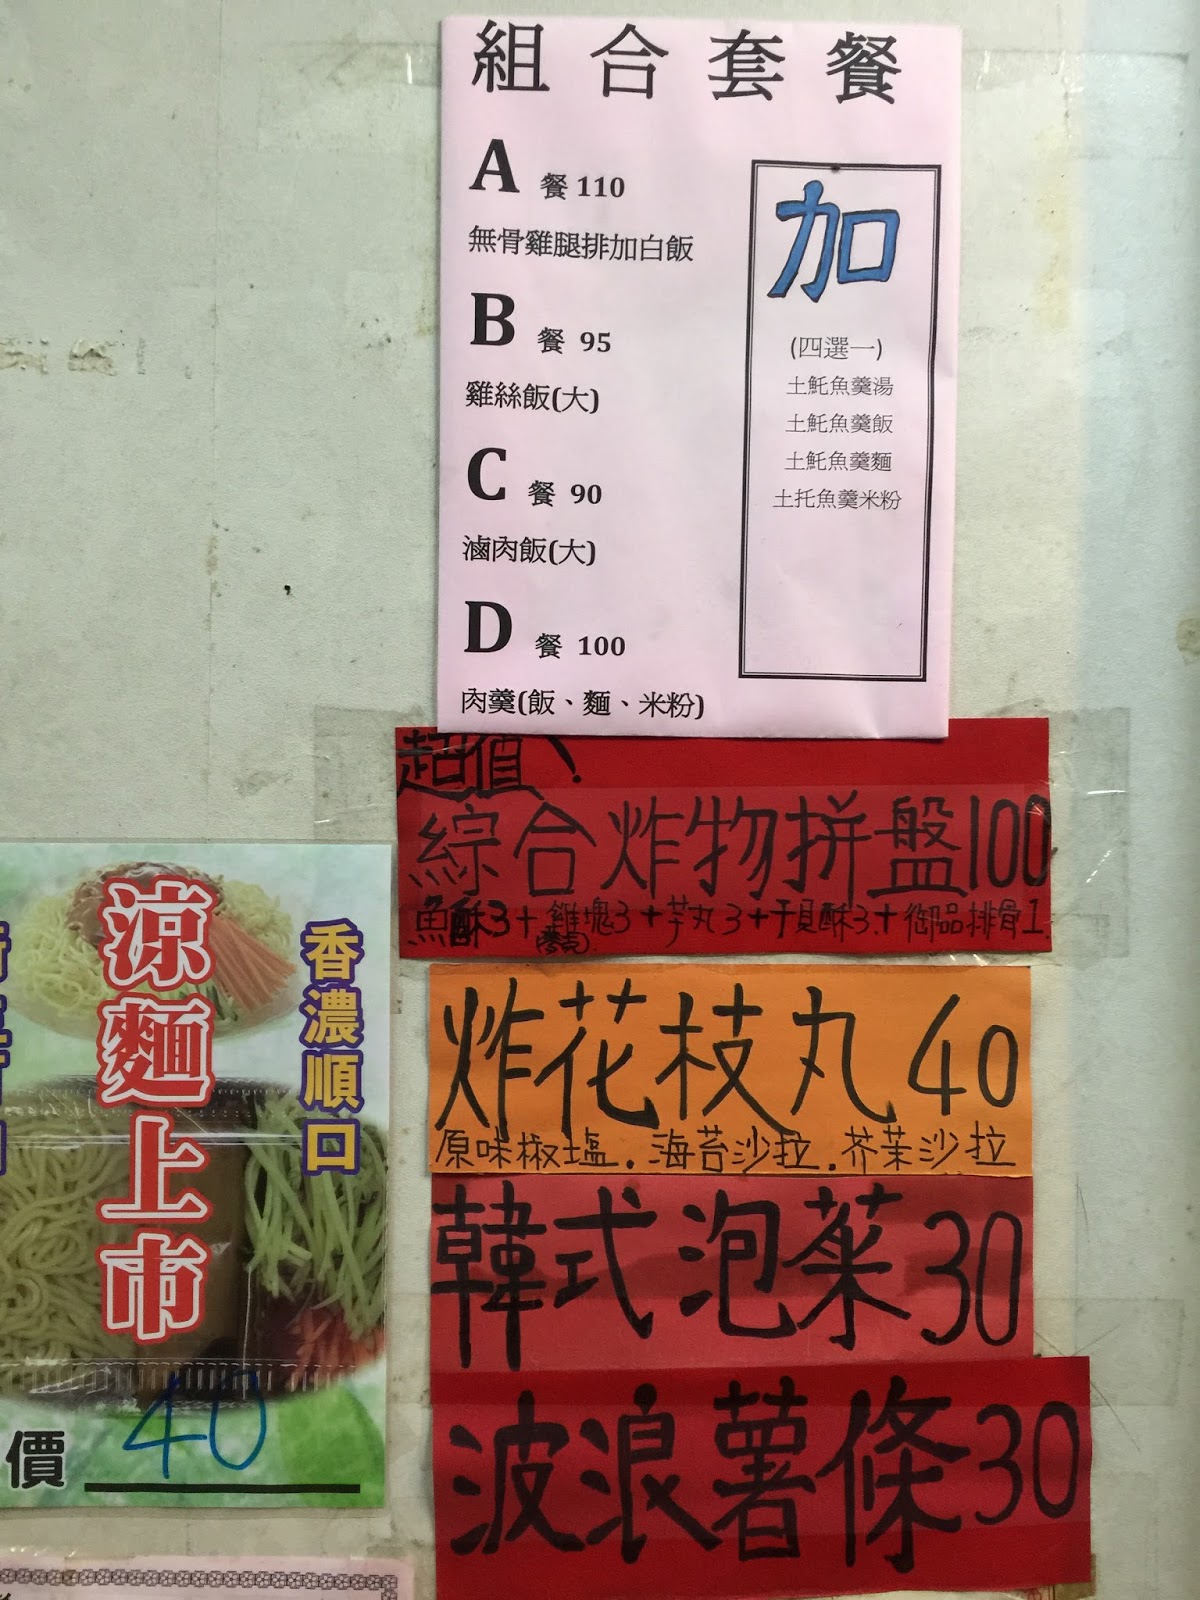 組合套餐
A 餐 110
無骨雞腿排加白飯
B 餐 95
雞絲飯(大)
C 餐 90
滷肉飯(大)
D 餐 100
肉羹(飯、麵、米粉)
加
(四選一)
土魠魚羹湯
土魠魚羹飯
土魠魚羹麵
土托魚羹米粉
超值!
綜合炸物拼盤100
魚酥3+雞塊3+芋丸3+干貝酥3+御品排骨1
(麥克)
炸花枝丸 40
原味椒塩.海苔沙拉.芥茉沙拉
韓式泡菜30
波浪薯條30
涼麵上市
香濃順口
價 40